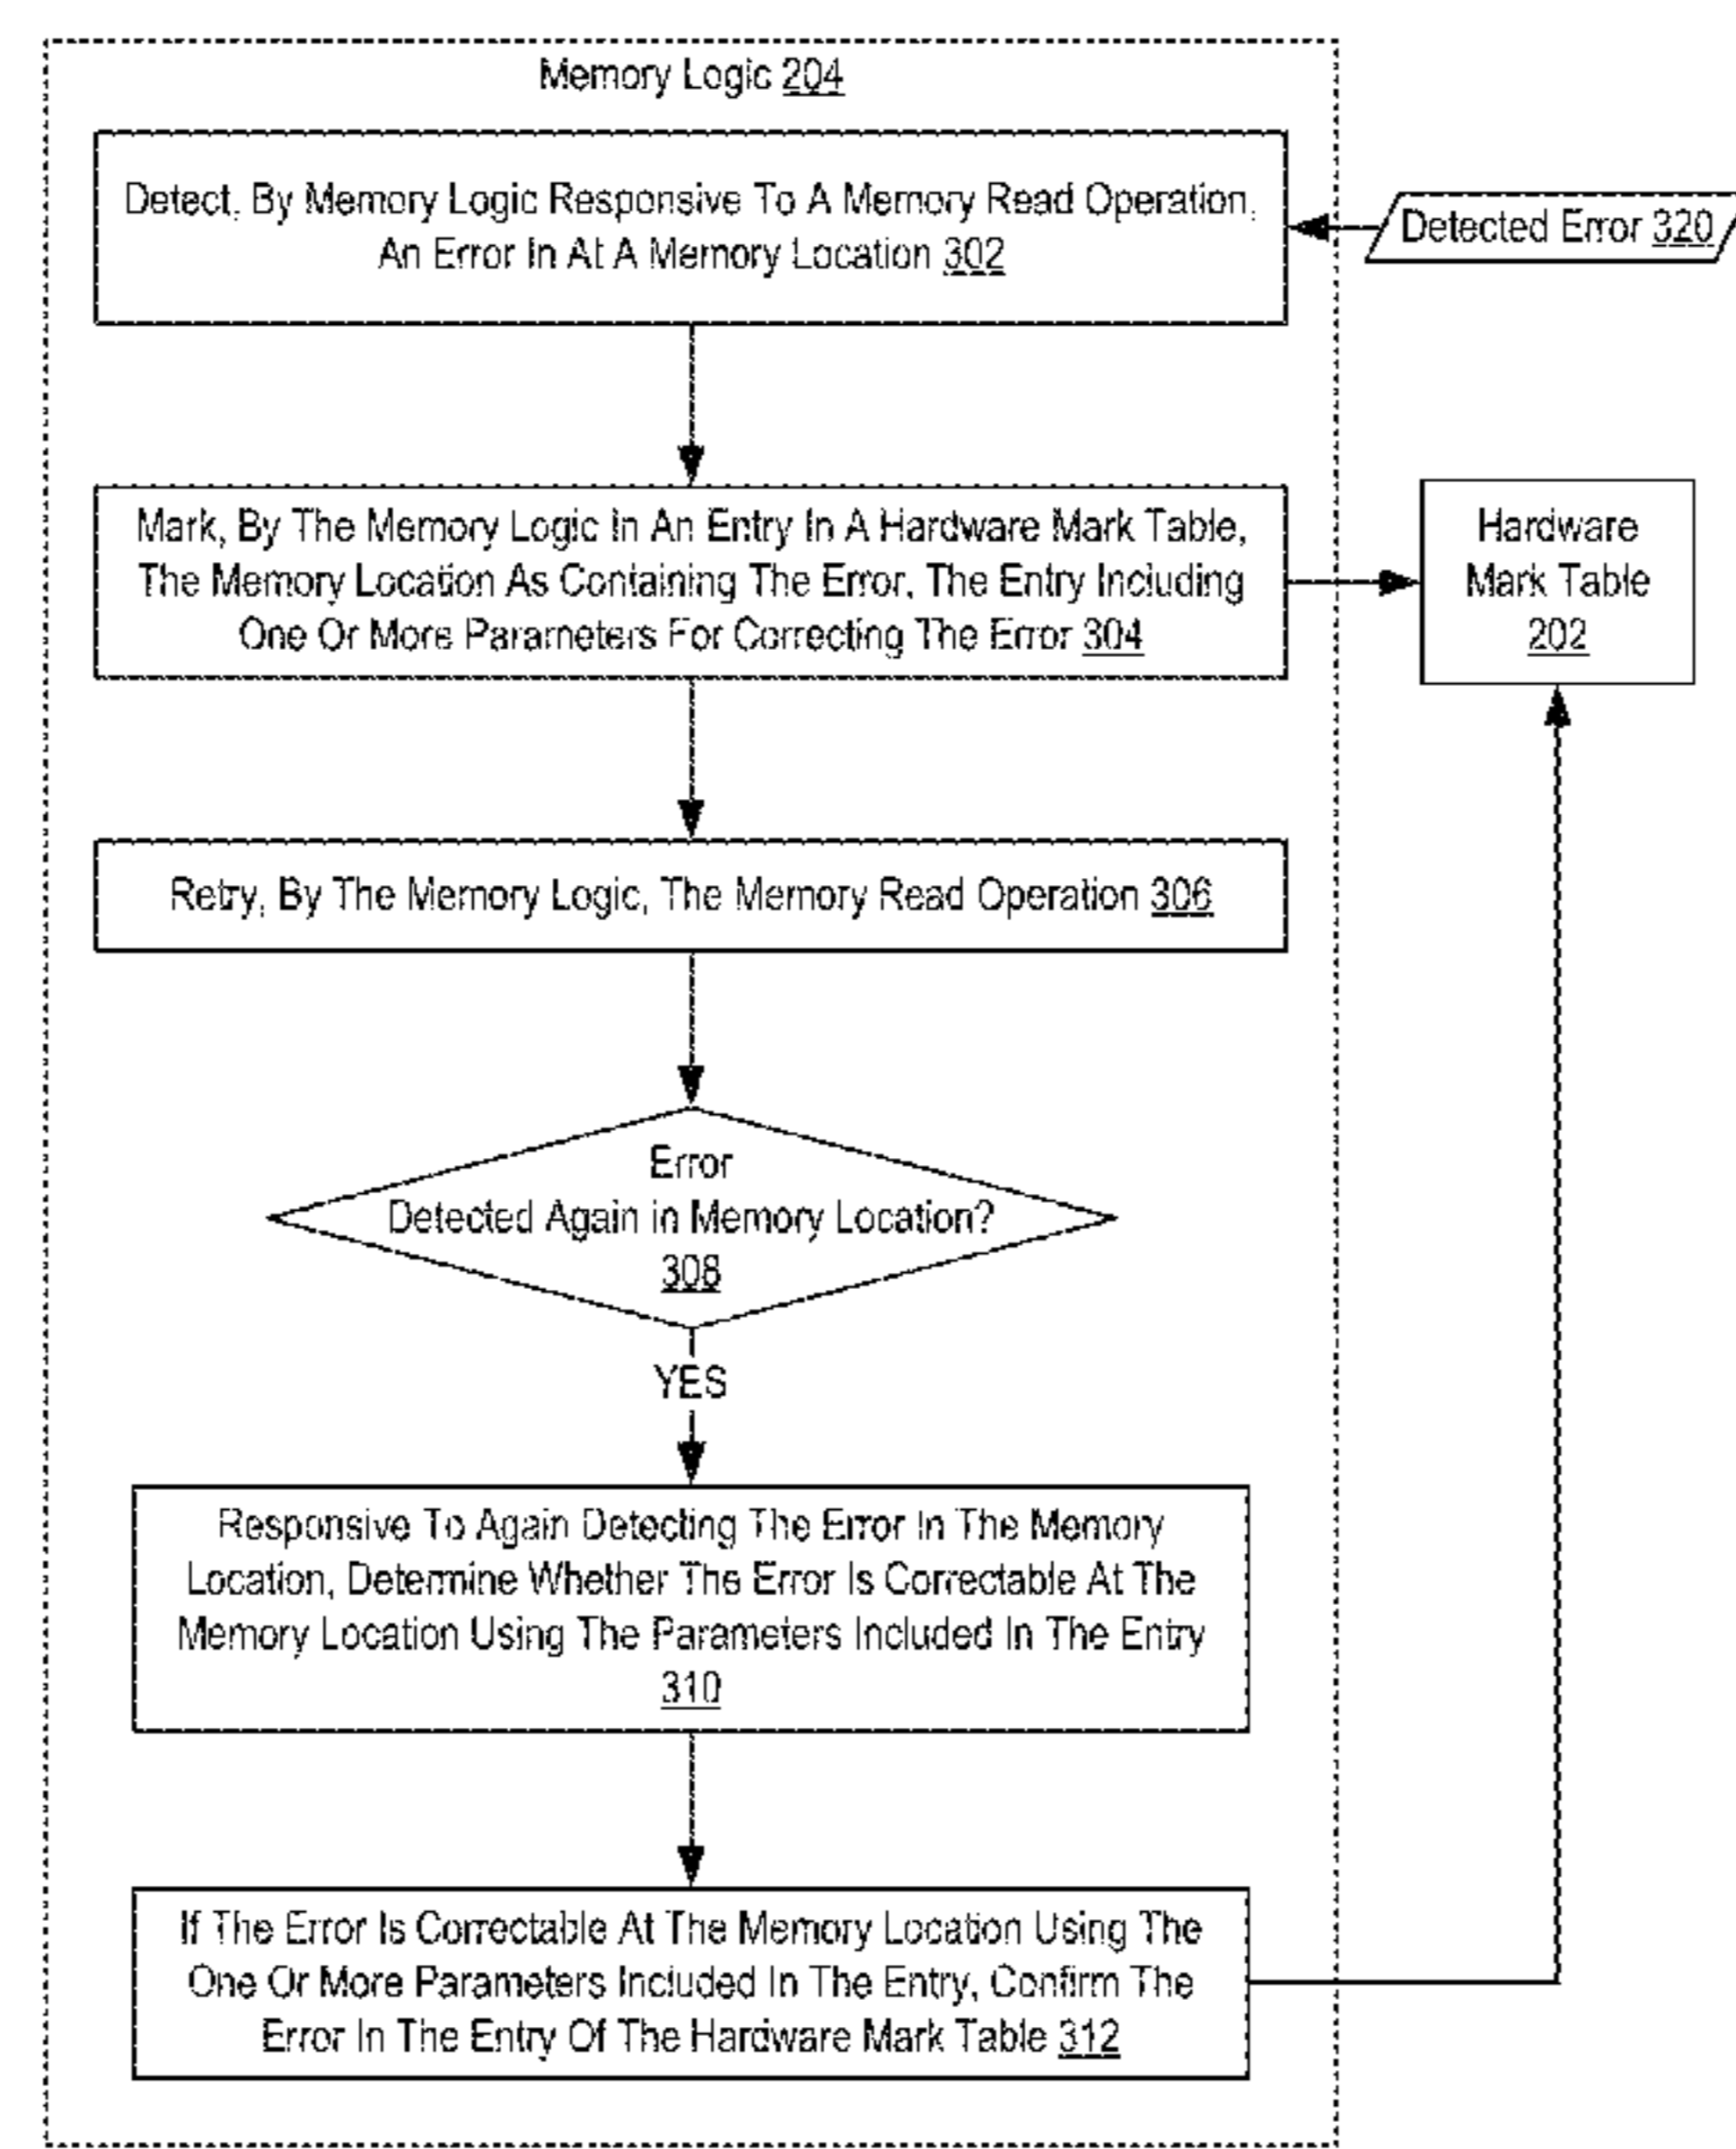 Memory Logic 204
Detect, By Memory Logic Responsive To A Memory Read Operation,
An Error In At A Memory Location 302
Detected Error 320
Mark, By The Memory Logic In An Entry In A Hardware Mark Table,
The Memory Location As Containing The Error, The Entry Including
One Or More Parameters For Correcting The Error 304
Hardware
Mark Table
202
Retry, By The Memory Logic, The Memory Read Operation 306
Error
Detected Again in Memory Location?
308
YES
Responsive To Again Detecting The Error In The Memory
Location, Determine Whether The Error Is Correctable At The
Memory Location Using The Parameters Included In The Entry
310
If The Error Is Correctable At The Memory Location Using The
One Or More Parameters Included In The Entry, Confirm The
Error In The Entry Of The Hardware Mark Table 312